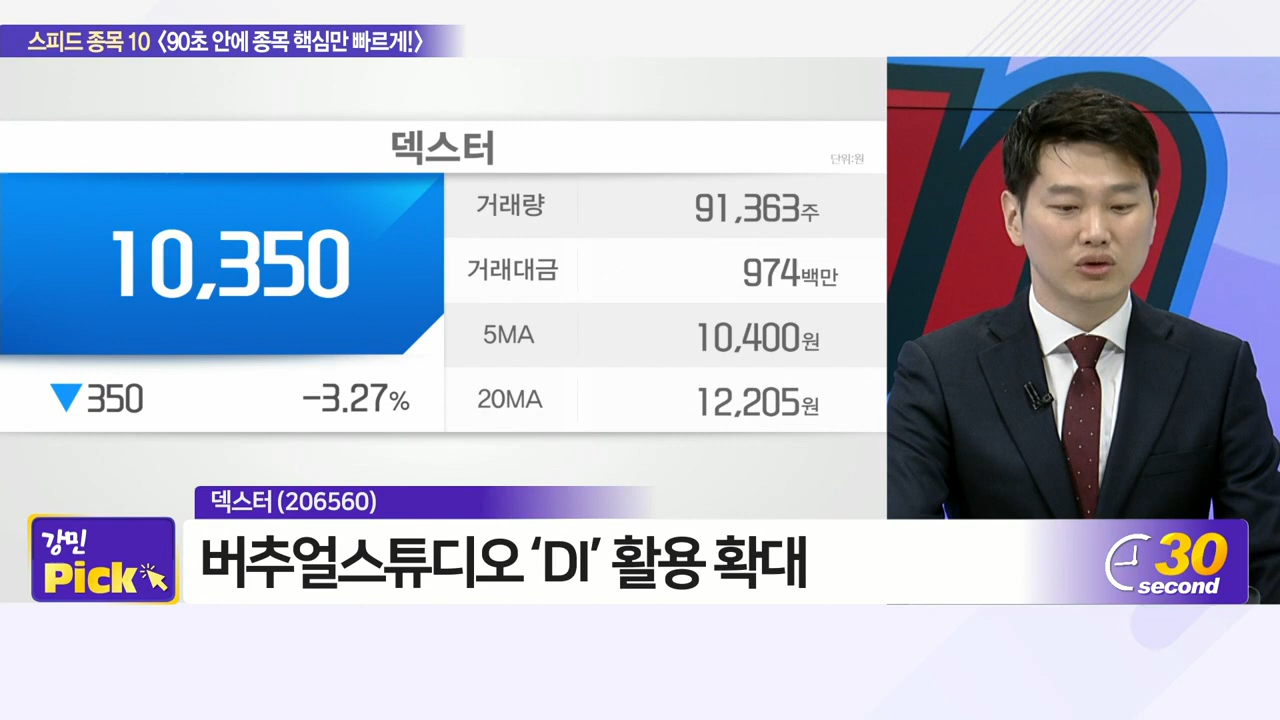 스피드 종목 10 〈90초 안에 종목 핵심만 빠르게!〉
덱스터
단위:원
10,350
▼350 -3.27%
거래량 91,363주
거래대금 974백만
5MA 10,400원
20MA 12,205원
덱스터 (206560)
강민
Pick
버추얼스튜디오 ‘DI’ 활용 확대
30
second